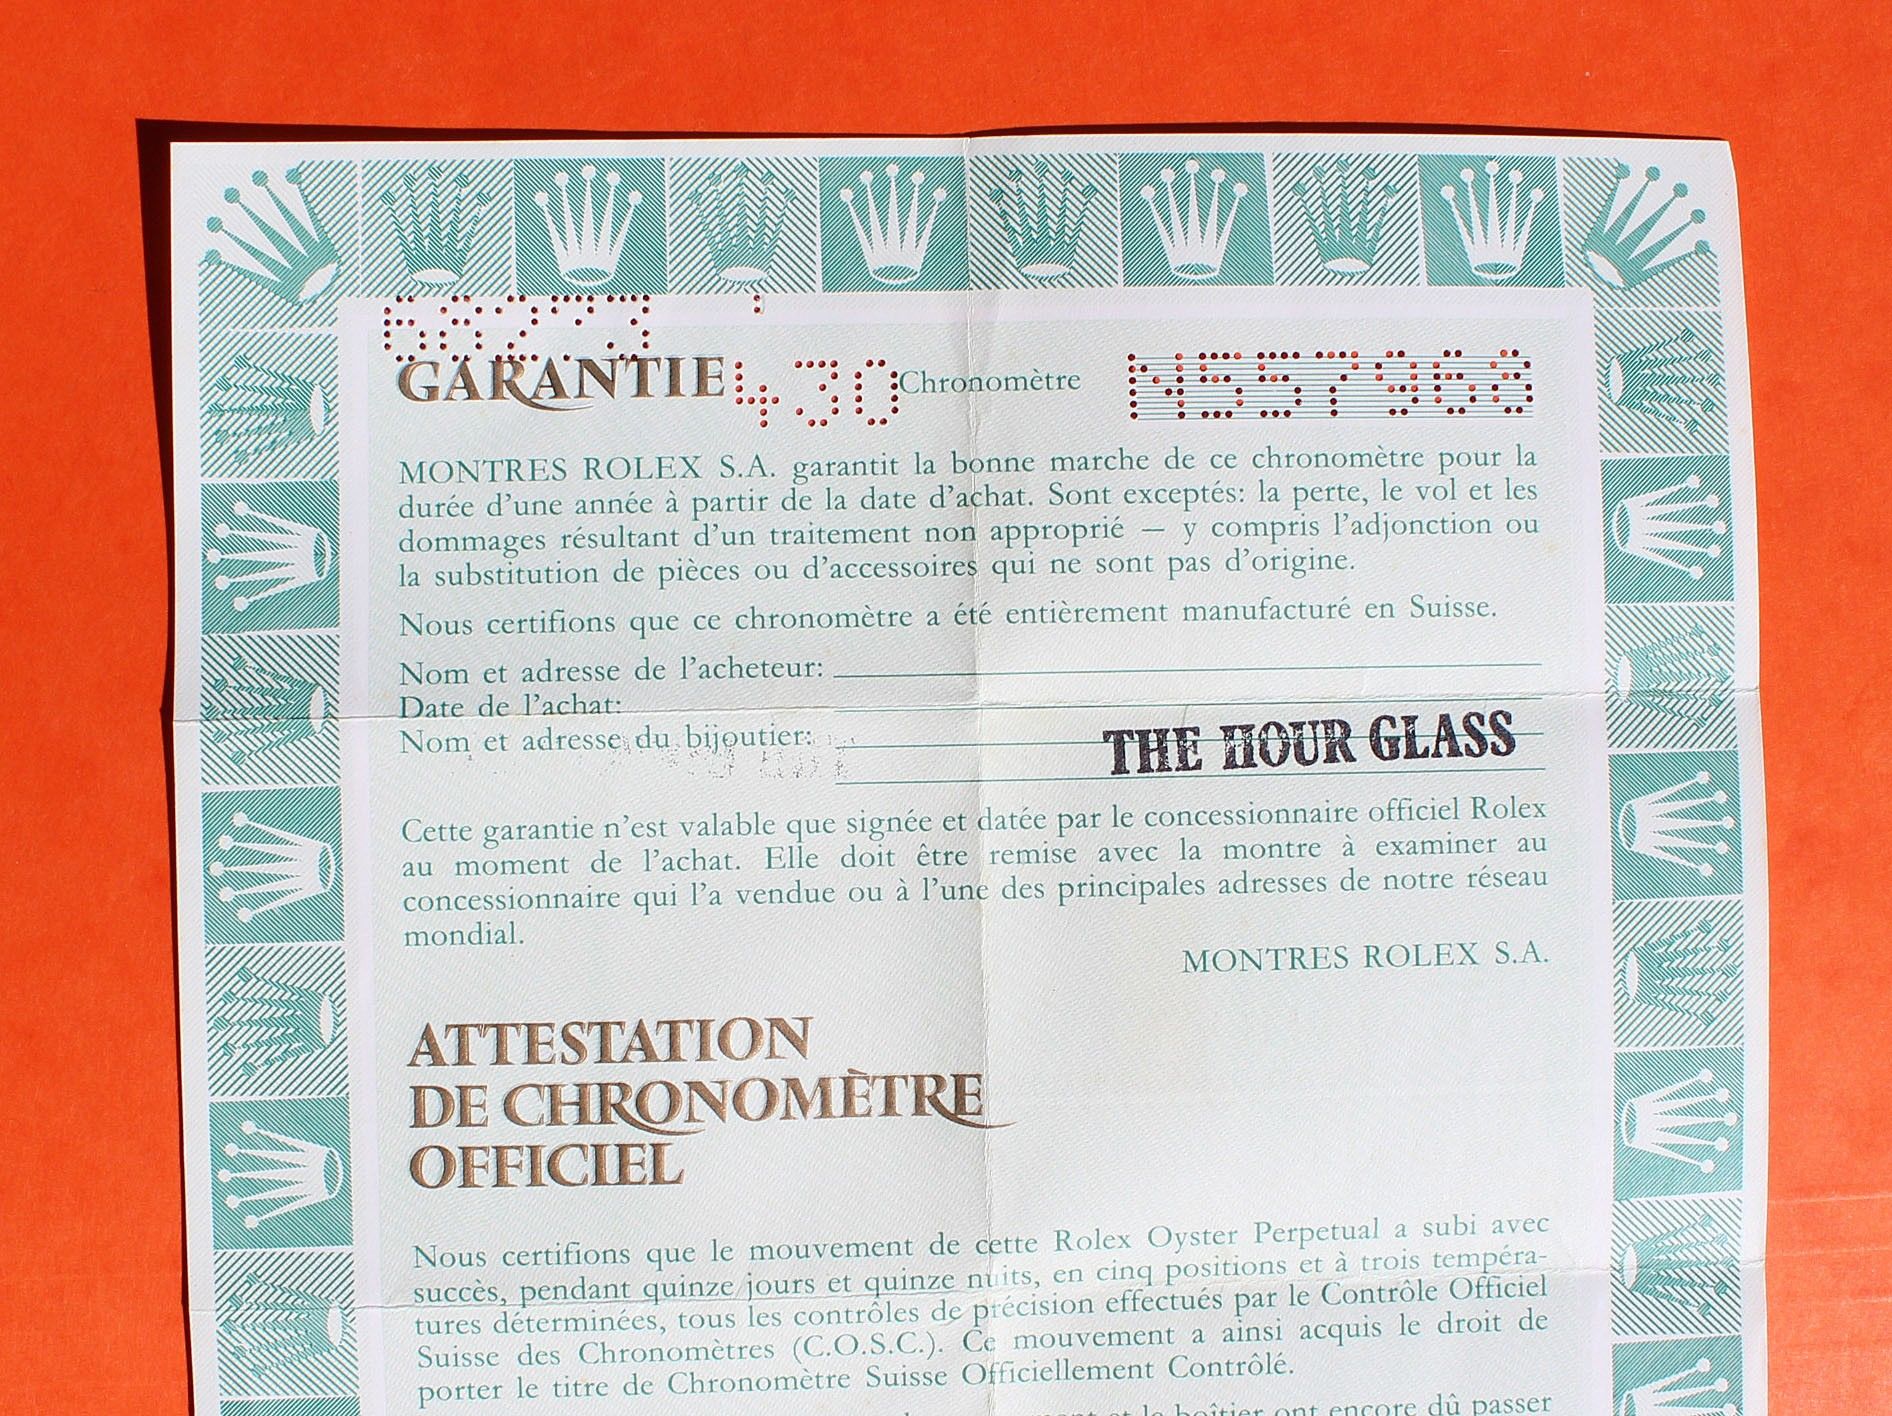 68273
GARANTIE 430 Chronomètre N557968
MONTRES ROLEX S.A. garantit la bonne marche de ce chronomètre pour la
durée d'une année à partir de la date d'achat. Sont exceptés: la perte, le vol et les
dommages résultant d'un traitement non approprié — y compris l'adjonction ou
la substitution de pièces ou d'accessoires qui ne sont pas d'origine.
Nous certifions que ce chronomètre a été entièrement manufacturé en Suisse.
Nom et adresse de l'acheteur:
Date de l'achat:
Nom et adresse du bijoutier: THE HOUR GLASS
Cette garantie n'est valable que signée et datée par le concessionnaire officiel Rolex
au moment de l'achat. Elle doit être remise avec la montre à examiner au
concessionnaire qui l'a vendue ou à l'une des principales adresses de notre réseau
mondial.
MONTRES ROLEX S.A.
ATTESTATION
DE CHRONOMÈTRE
OFFICIEL
Nous certifions que le mouvement de cette Rolex Oyster Perpetual a subi avec
succès, pendant quinze jours et quinze nuits, en cinq positions et à trois tempéra-
tures déterminées, tous les contrôles de précision effectués par le Contrôle Officiel
Suisse des Chronomètres (C.O.S.C.). Ce mouvement a ainsi acquis le droit de
porter le titre de Chronomètre Suisse Officiellement Contrôlé.
et le boîtier ont encore dû passer